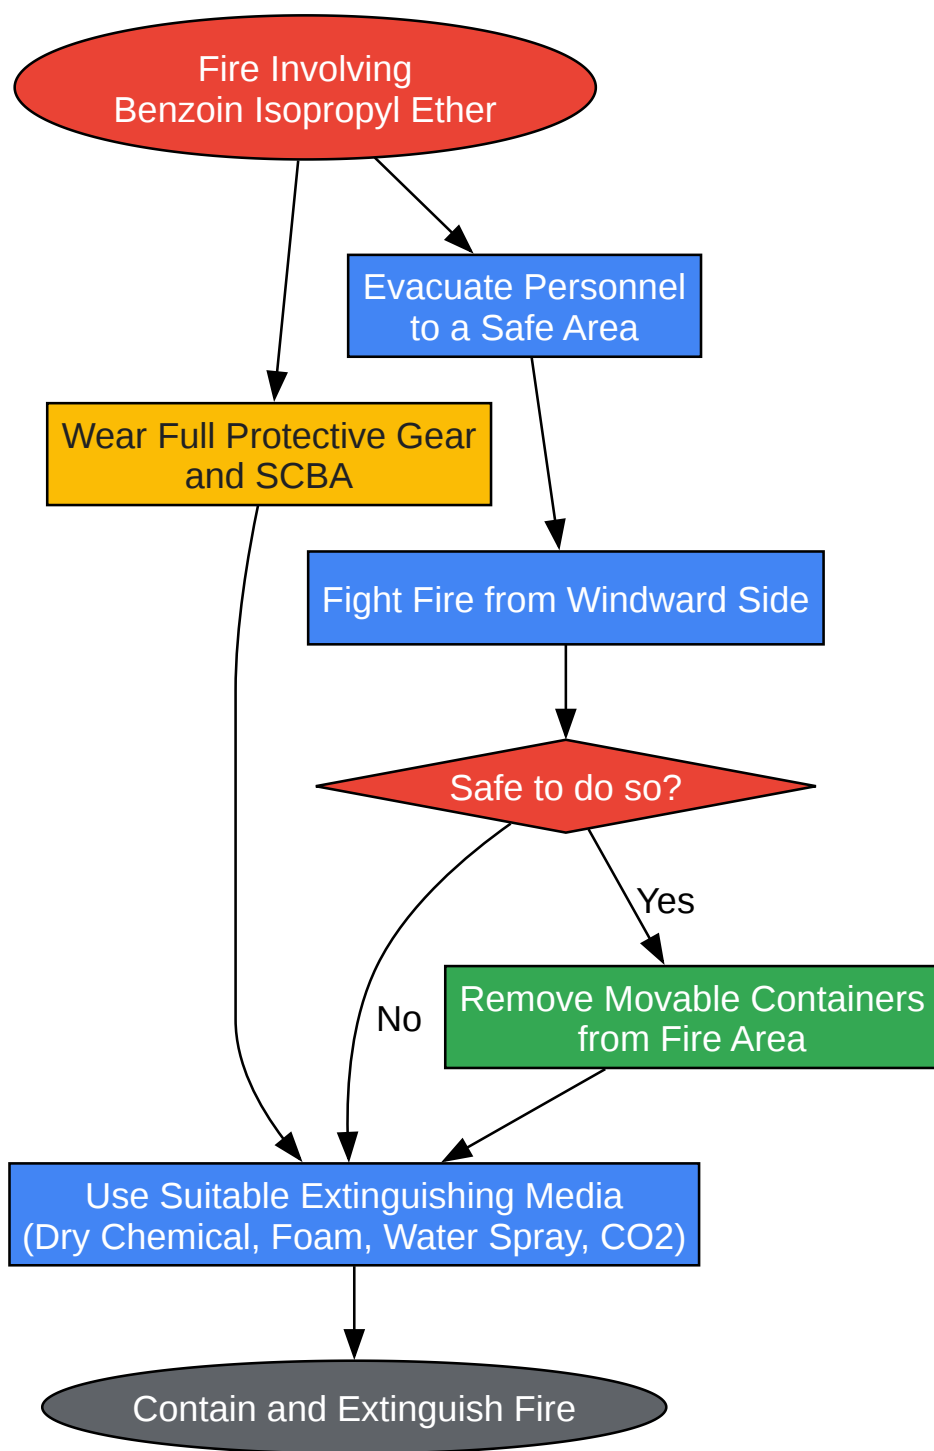 Fire Involving
Benzoin Isopropyl Ether
Evacuate Personnel
to a Safe Area
Wear Full Protective Gear
and SCBA
Fight Fire from Windward Side
Safe to do so?
Yes
Remove Movable Containers
from Fire Area
No
Use Suitable Extinguishing Media
(Dry Chemical, Foam, Water Spray, CO2)
Contain and Extinguish Fire